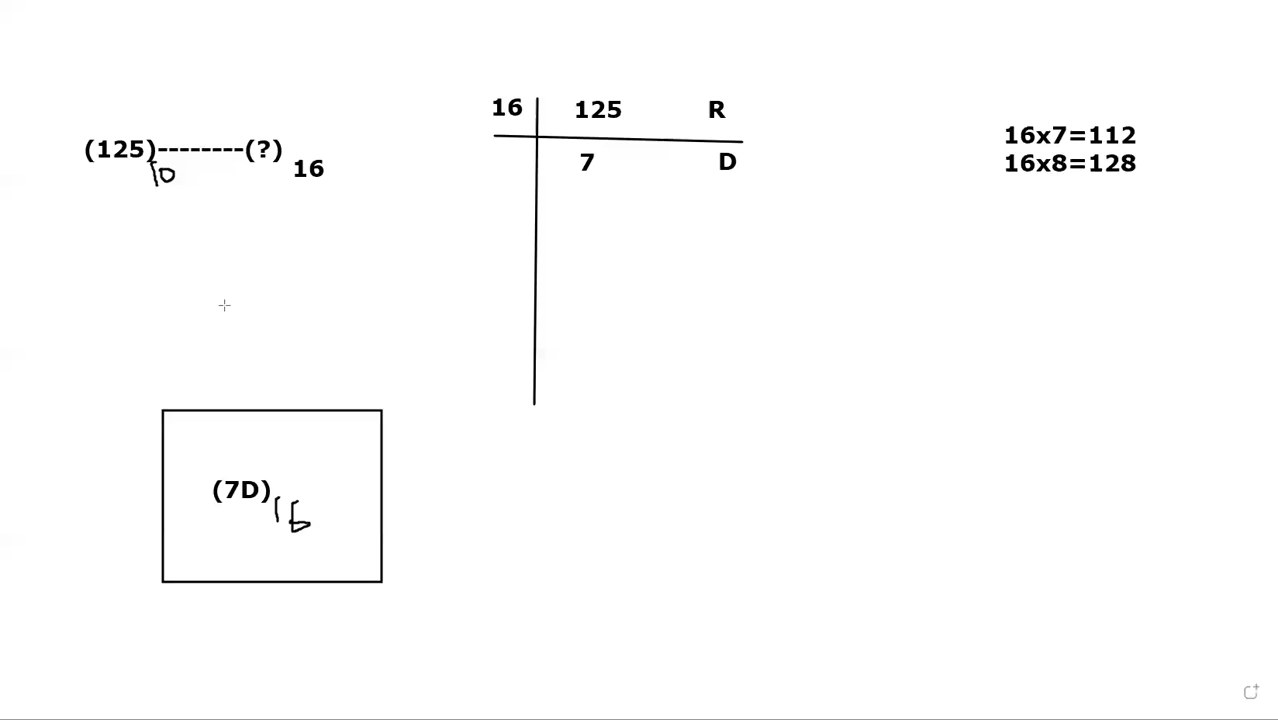 (125)10--------(?) 16
16 125 R
7 D
16x7=112
16x8=128
(7D)16